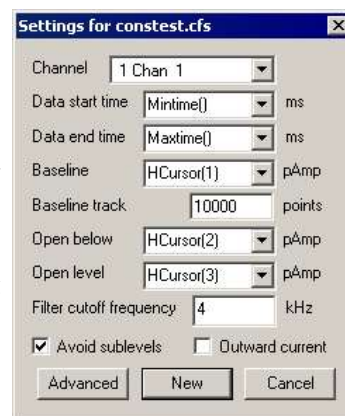 Settings for constest.cfs
Channel 1 Chan 1
Data start time Mintime() ms
Data end time Maxtime() ms
Baseline HCursor(1) pAmp
Baseline track 10000 points
Open below HCursor(2) pAmp
Open level HCursor(3) pAmp
Filter cutoff frequency 4 kHz
Avoid sublevels Outward current
Advanced New Cancel